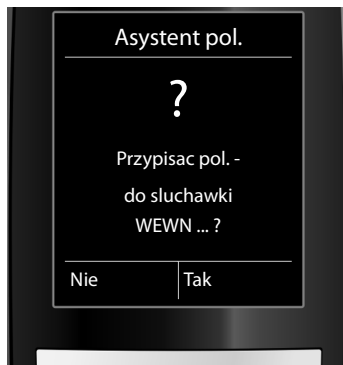 Asystent pol.
?
Przypisac pol. -
do sluchawki
WEWN ... ?
Nie Tak